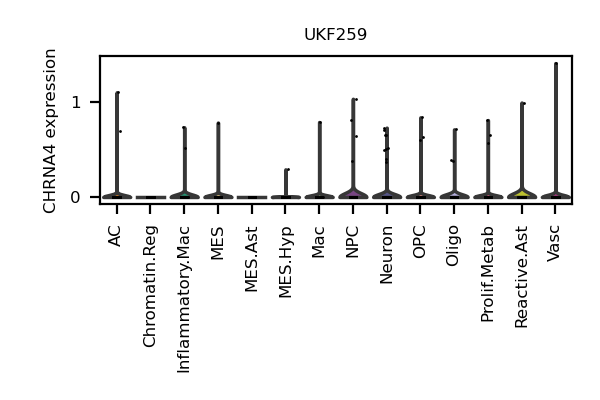 UKF259
CHRNA4 expression
1
0
AC
Chromatin.Reg
Inflammatory.Mac
MES
MES.Ast
MES.Hyp
Mac
NPC
Neuron
OPC
Oligo
Prolif.Metab
Reactive.Ast
Vasc